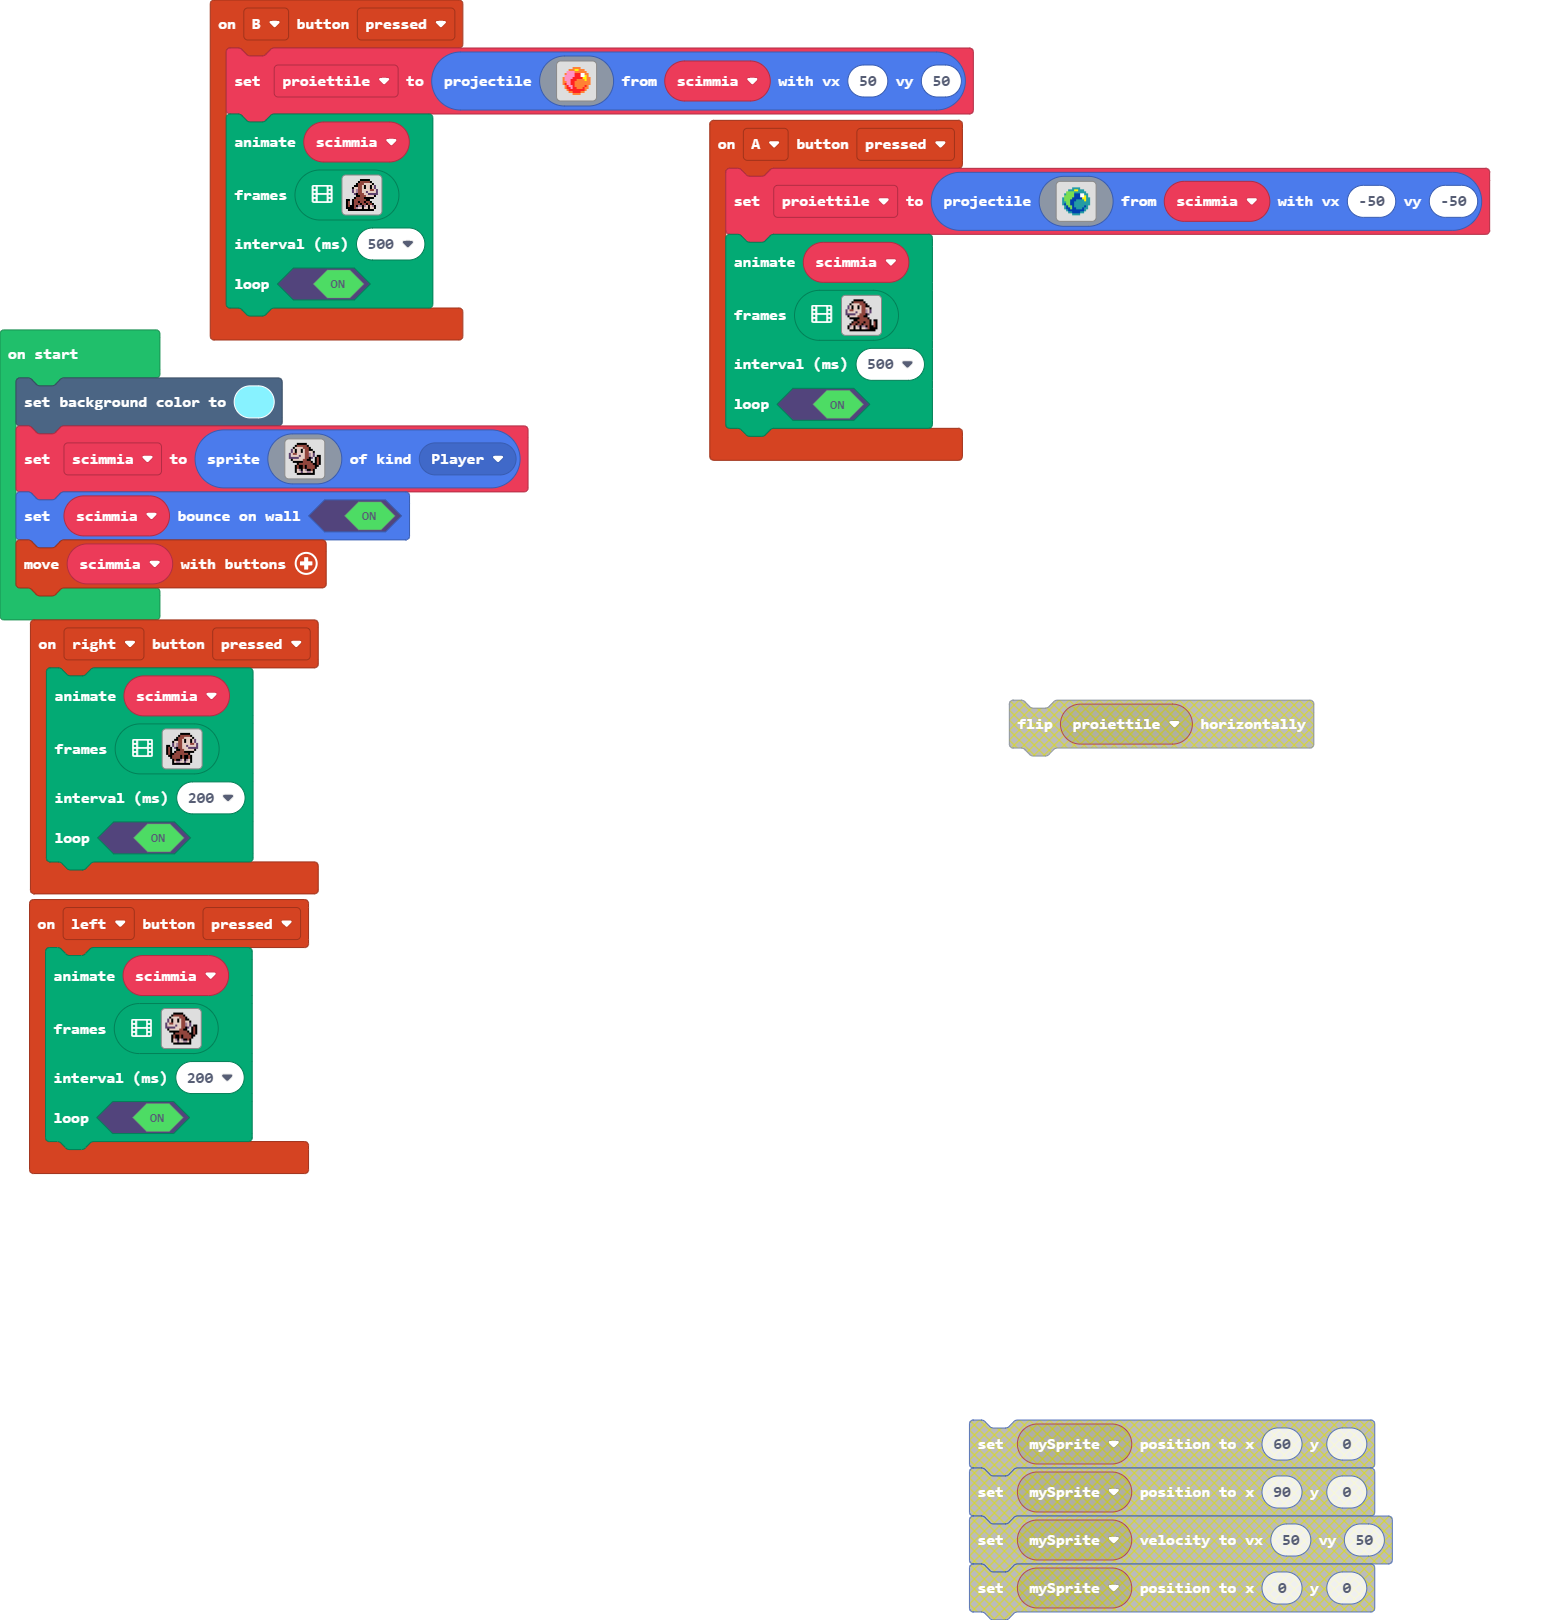 on B button pressed
set proiettile to projectile from scimmia with vx 50 vy 50
animate scimmia
frames
interval (ms) 500
loop ON
on A button pressed
set proiettile to projectile from scimmia with vx -50 vy -50
animate scimmia
frames
interval (ms) 500
loop ON
on start
set background color to
set scimmia to sprite of kind Player
set scimmia bounce on wall ON
move scimmia with buttons
on right button pressed
animate scimmia
frames
interval (ms) 200
loop ON
flip proiettile horizontally
on left button pressed
animate scimmia
frames
interval (ms) 200
loop ON
set mySprite position to x 60 y 0
set mySprite position to x 90 y 0
set mySprite velocity to vx 50 vy 50
set mySprite position to x 0 y 0